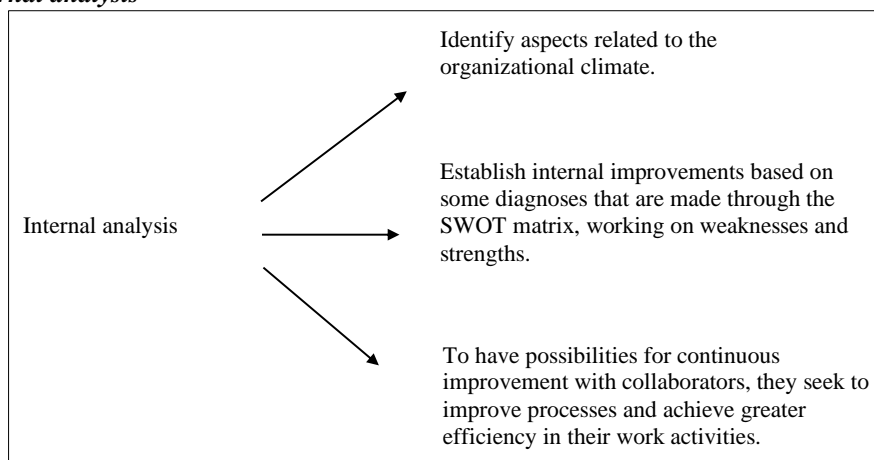 analysis
Identify aspects related to the
organizational climate.
Establish internal improvements based on
some diagnoses that are made through the
Internal analysis
SWOT matrix, working on weaknesses and
strengths.
To have possibilities for continuous
improvement with collaborators, they seek to
improve processes and achieve greater
efficiency in their work activities.